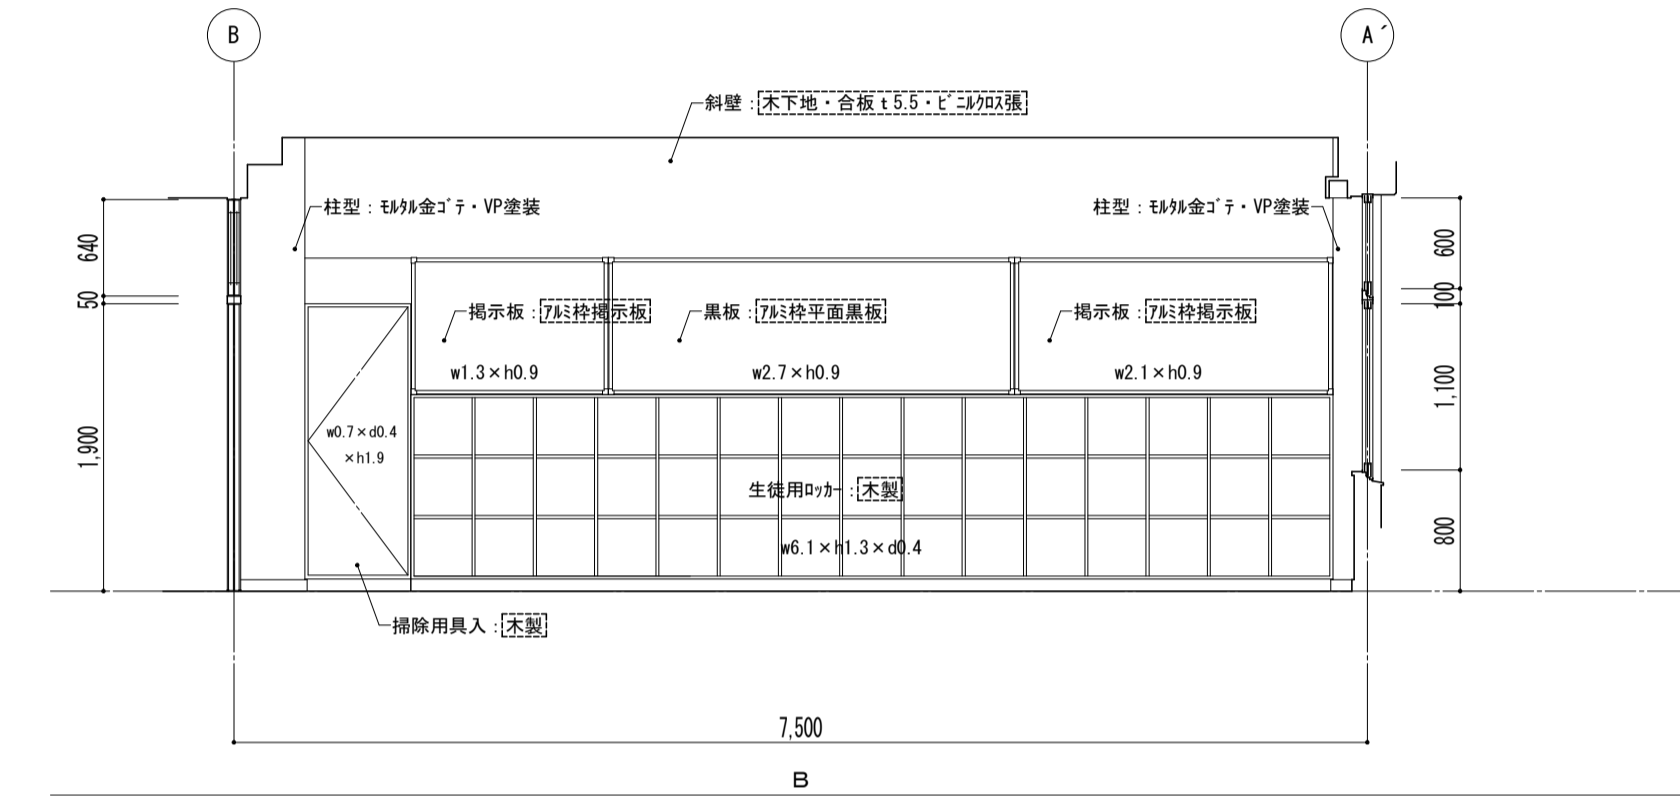 B
A´
斜壁：木下地・合板ｔ5.5・ﾋﾞﾆﾙｸﾛｽ張
柱型：ﾓﾙﾀﾙ金ｺﾞﾃ・VP塗装
柱型：ﾓﾙﾀﾙ金ｺﾞﾃ・VP塗装
640
50
1,900
600
100
1,100
800
掲示板：ｱﾙﾐ枠掲示板
黒板：ｱﾙﾐ枠平面黒板
掲示板：ｱﾙﾐ枠掲示板
w1.3×h0.9
w2.7×h0.9
w2.1×h0.9
w0.7×d0.4
×h1.9
生徒用ﾛｯｶｰ：木製
w6.1×h1.3×d0.4
掃除用具入：木製
7,500
B